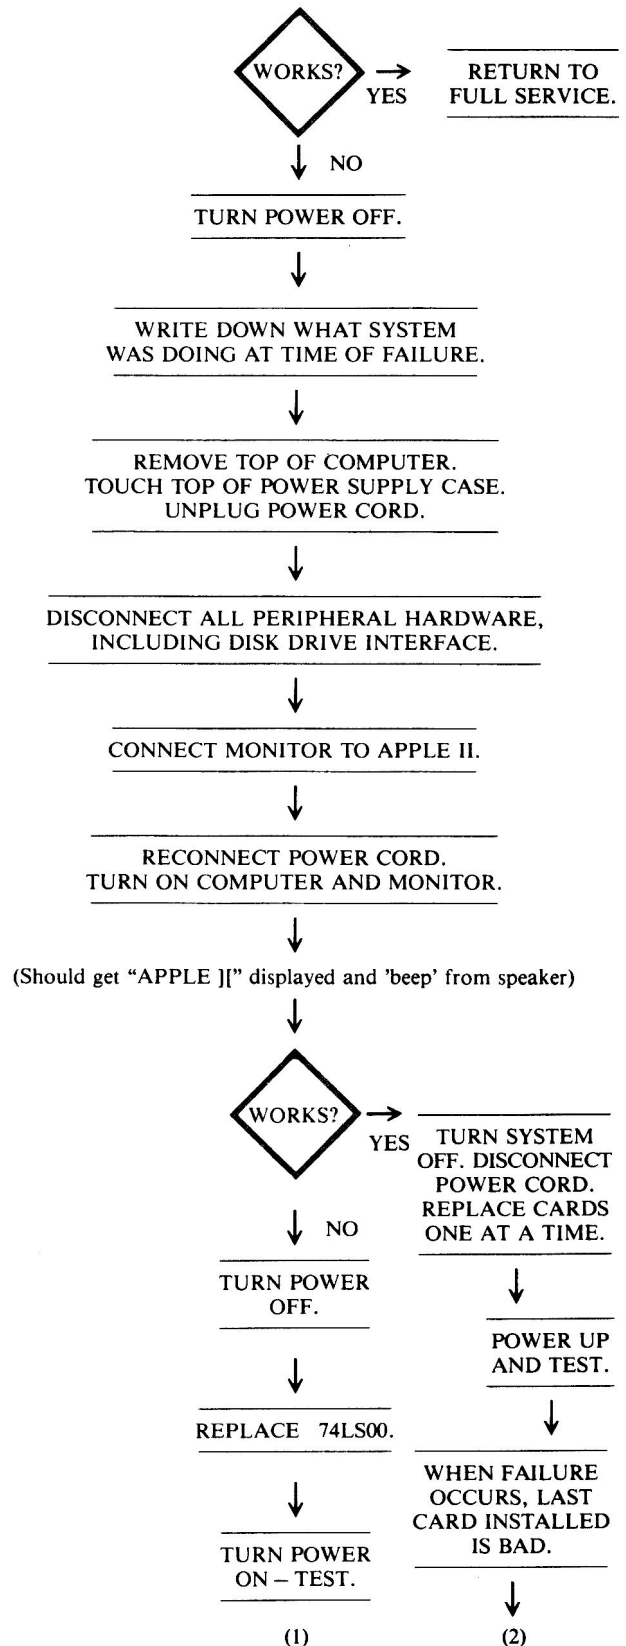 WORKS?
YES
RETURN TO
FULL SERVICE.
NO
TURN POWER OFF.
WRITE DOWN WHAT SYSTEM
WAS DOING AT TIME OF FAILURE.
REMOVE TOP OF COMPUTER.
TOUCH TOP OF POWER SUPPLY CASE.
UNPLUG POWER CORD.
DISCONNECT ALL PERIPHERAL HARDWARE,
INCLUDING DISK DRIVE INTERFACE.
CONNECT MONITOR TO APPLE II.
RECONNECT POWER CORD.
TURN ON COMPUTER AND MONITOR.
(Should get “APPLE ][” displayed and 'beep' from speaker)
WORKS?
YES
TURN SYSTEM
OFF. DISCONNECT
POWER CORD.
REPLACE CARDS
ONE AT A TIME.
NO
TURN POWER
OFF.
POWER UP
AND TEST.
REPLACE 74LS00.
WHEN FAILURE
OCCURS, LAST
CARD INSTALLED
IS BAD.
TURN POWER
ON – TEST.
(1)
(2)